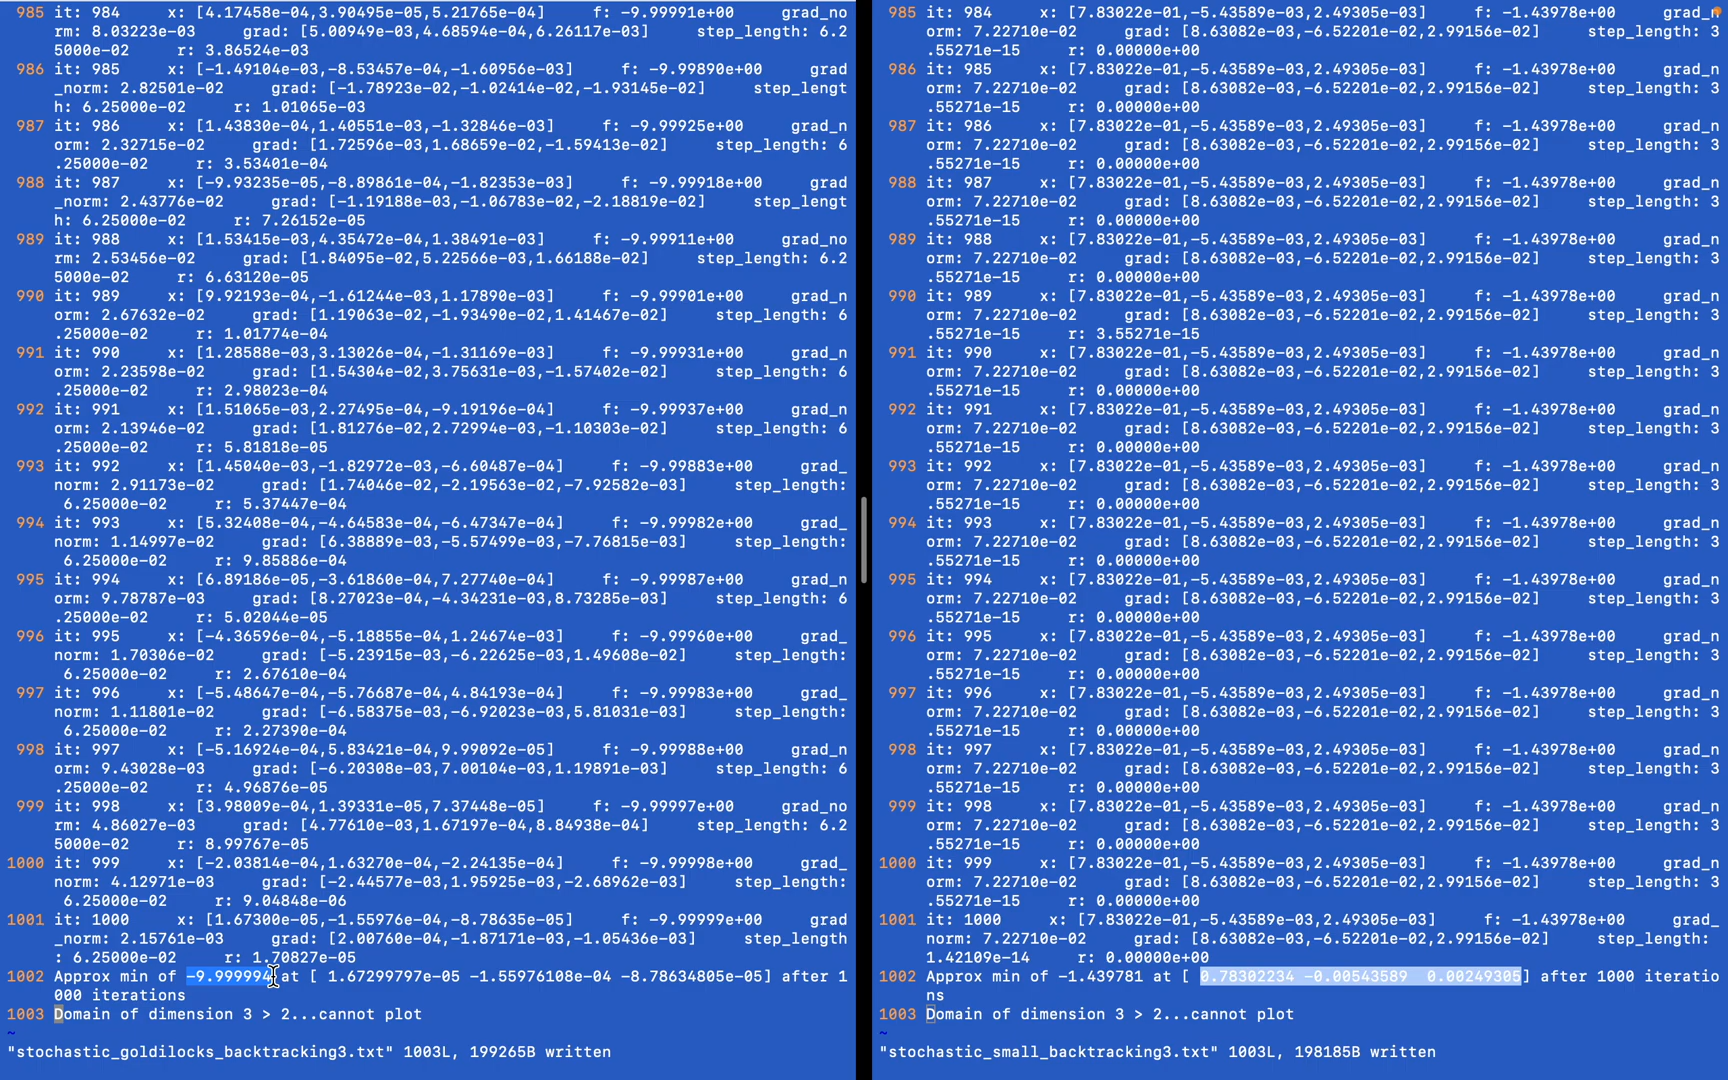 985 it: 984     x: [4.17458e-04,3.90495e-05,5.21765e-04]     f: -9.99991e+00     grad_no
rm: 8.03223e-03     grad: [5.00949e-03,4.68594e-04,6.26117e-03]     step_length: 6.2
5000e-02     r: 3.86524e-03
986 it: 985     x: [-1.49104e-03,-8.53457e-04,-1.60956e-03]     f: -9.99890e+00     grad
_norm: 2.82501e-02     grad: [-1.78923e-02,-1.02414e-02,-1.93145e-02]     step_lengt
h: 6.25000e-02     r: 1.01065e-03
987 it: 986     x: [1.43830e-04,1.40551e-03,-1.32846e-03]     f: -9.99925e+00     grad_n
orm: 2.32715e-02     grad: [1.72596e-03,1.68659e-02,-1.59413e-02]     step_length: 6
.25000e-02     r: 3.53401e-04
988 it: 987     x: [-9.93235e-05,-8.89861e-04,-1.82353e-03]     f: -9.99918e+00     grad
_norm: 2.43776e-02     grad: [-1.19188e-03,-1.06783e-02,-2.18819e-02]     step_lengt
h: 6.25000e-02     r: 7.26152e-05
989 it: 988     x: [1.53415e-03,4.35472e-04,1.38491e-03]     f: -9.99911e+00     grad_no
rm: 2.53456e-02     grad: [1.84095e-02,5.22566e-03,1.66188e-02]     step_length: 6.2
5000e-02     r: 6.63120e-05
990 it: 989     x: [9.92193e-04,-1.61244e-03,1.17890e-03]     f: -9.99901e+00     grad_n
orm: 2.67632e-02     grad: [1.19063e-02,-1.93490e-02,1.41467e-02]     step_length: 6
.25000e-02     r: 1.01774e-04
991 it: 990     x: [1.28588e-03,3.13026e-04,-1.31169e-03]     f: -9.99931e+00     grad_n
orm: 2.23598e-02     grad: [1.54304e-02,3.75631e-03,-1.57402e-02]     step_length: 6
.25000e-02     r: 2.98023e-04
992 it: 991     x: [1.51065e-03,2.27495e-04,-9.19196e-04]     f: -9.99937e+00     grad_n
orm: 2.13946e-02     grad: [1.81276e-02,2.72994e-03,-1.10303e-02]     step_length: 6
.25000e-02     r: 5.81818e-05
993 it: 992     x: [1.45040e-03,-1.82972e-03,-6.60487e-04]     f: -9.99883e+00     grad_
norm: 2.91173e-02     grad: [1.74046e-02,-2.19563e-02,-7.92582e-03]     step_length:
6.25000e-02     r: 5.37447e-04
994 it: 993     x: [5.32408e-04,-4.64583e-04,-6.47347e-04]     f: -9.99982e+00     grad_
norm: 1.14997e-02     grad: [6.38889e-03,-5.57499e-03,-7.76815e-03]     step_length:
6.25000e-02     r: 9.85886e-04
995 it: 994     x: [6.89186e-05,-3.61860e-04,7.27740e-04]     f: -9.99987e+00     grad_n
orm: 9.78787e-03     grad: [8.27023e-04,-4.34231e-03,8.73285e-03]     step_length: 6
.25000e-02     r: 5.02044e-05
996 it: 995     x: [-4.36596e-04,-5.18855e-04,1.24674e-03]     f: -9.99960e+00     grad_
norm: 1.70306e-02     grad: [-5.23915e-03,-6.22625e-03,1.49608e-02]     step_length:
6.25000e-02     r: 2.67610e-04
997 it: 996     x: [-5.48647e-04,-5.76687e-04,4.84193e-04]     f: -9.99983e+00     grad_
norm: 1.11801e-02     grad: [-6.58375e-03,-6.92023e-03,5.81031e-03]     step_length:
6.25000e-02     r: 2.27390e-04
998 it: 997     x: [-5.16924e-04,5.83421e-04,9.99092e-05]     f: -9.99988e+00     grad_n
orm: 9.43028e-03     grad: [-6.20308e-03,7.00104e-03,1.19891e-03]     step_length: 6
.25000e-02     r: 4.96876e-05
999 it: 998     x: [3.98009e-04,1.39331e-05,7.37448e-05]     f: -9.99997e+00     grad_no
rm: 4.86027e-03     grad: [4.77610e-03,1.67197e-04,8.84938e-04]     step_length: 6.2
5000e-02     r: 8.99767e-05
1000 it: 999     x: [-2.03814e-04,1.63270e-04,-2.24135e-04]     f: -9.99998e+00     grad_
norm: 4.12971e-03     grad: [-2.44577e-03,1.95925e-03,-2.68962e-03]     step_length:
6.25000e-02     r: 9.04848e-06
1001 it: 1000     x: [1.67300e-05,-1.55976e-04,-8.78635e-05]     f: -9.99999e+00     grad
_norm: 2.15761e-03     grad: [2.00760e-04,-1.87171e-03,-1.05436e-03]     step_length
: 6.25000e-02     r: 1.70827e-05
1002 Approx min of -9.999994 at [ 1.67299797e-05 -1.55976108e-04 -8.78634805e-05] after 1
000 iterations
1003 Domain of dimension 3 > 2...cannot plot
~
"stochastic_goldilocks_backtracking3.txt" 1003L, 199265B written
985 it: 984     x: [7.83022e-01,-5.43589e-03,2.49305e-03]     f: -1.43978e+00     grad_n
orm: 7.22710e-02     grad: [8.63082e-02,-6.52201e-02,2.99156e-02]     step_length: 3
.55271e-15     r: 0.00000e+00
986 it: 985     x: [7.83022e-01,-5.43589e-03,2.49305e-03]     f: -1.43978e+00     grad_n
orm: 7.22710e-02     grad: [8.63082e-02,-6.52201e-02,2.99156e-02]     step_length: 3
.55271e-15     r: 0.00000e+00
987 it: 986     x: [7.83022e-01,-5.43589e-03,2.49305e-03]     f: -1.43978e+00     grad_n
orm: 7.22710e-02     grad: [8.63082e-02,-6.52201e-02,2.99156e-02]     step_length: 3
.55271e-15     r: 0.00000e+00
988 it: 987     x: [7.83022e-01,-5.43589e-03,2.49305e-03]     f: -1.43978e+00     grad_n
orm: 7.22710e-02     grad: [8.63082e-02,-6.52201e-02,2.99156e-02]     step_length: 3
.55271e-15     r: 0.00000e+00
989 it: 988     x: [7.83022e-01,-5.43589e-03,2.49305e-03]     f: -1.43978e+00     grad_n
orm: 7.22710e-02     grad: [8.63082e-02,-6.52201e-02,2.99156e-02]     step_length: 3
.55271e-15     r: 0.00000e+00
990 it: 989     x: [7.83022e-01,-5.43589e-03,2.49305e-03]     f: -1.43978e+00     grad_n
orm: 7.22710e-02     grad: [8.63082e-02,-6.52201e-02,2.99156e-02]     step_length: 3
.55271e-15     r: 3.55271e-15
991 it: 990     x: [7.83022e-01,-5.43589e-03,2.49305e-03]     f: -1.43978e+00     grad_n
orm: 7.22710e-02     grad: [8.63082e-02,-6.52201e-02,2.99156e-02]     step_length: 3
.55271e-15     r: 0.00000e+00
992 it: 991     x: [7.83022e-01,-5.43589e-03,2.49305e-03]     f: -1.43978e+00     grad_n
orm: 7.22710e-02     grad: [8.63082e-02,-6.52201e-02,2.99156e-02]     step_length: 3
.55271e-15     r: 0.00000e+00
993 it: 992     x: [7.83022e-01,-5.43589e-03,2.49305e-03]     f: -1.43978e+00     grad_n
orm: 7.22710e-02     grad: [8.63082e-02,-6.52201e-02,2.99156e-02]     step_length: 3
.55271e-15     r: 0.00000e+00
994 it: 993     x: [7.83022e-01,-5.43589e-03,2.49305e-03]     f: -1.43978e+00     grad_n
orm: 7.22710e-02     grad: [8.63082e-02,-6.52201e-02,2.99156e-02]     step_length: 3
.55271e-15     r: 0.00000e+00
995 it: 994     x: [7.83022e-01,-5.43589e-03,2.49305e-03]     f: -1.43978e+00     grad_n
orm: 7.22710e-02     grad: [8.63082e-02,-6.52201e-02,2.99156e-02]     step_length: 3
.55271e-15     r: 0.00000e+00
996 it: 995     x: [7.83022e-01,-5.43589e-03,2.49305e-03]     f: -1.43978e+00     grad_n
orm: 7.22710e-02     grad: [8.63082e-02,-6.52201e-02,2.99156e-02]     step_length: 3
.55271e-15     r: 0.00000e+00
997 it: 996     x: [7.83022e-01,-5.43589e-03,2.49305e-03]     f: -1.43978e+00     grad_n
orm: 7.22710e-02     grad: [8.63082e-02,-6.52201e-02,2.99156e-02]     step_length: 3
.55271e-15     r: 0.00000e+00
998 it: 997     x: [7.83022e-01,-5.43589e-03,2.49305e-03]     f: -1.43978e+00     grad_n
orm: 7.22710e-02     grad: [8.63082e-02,-6.52201e-02,2.99156e-02]     step_length: 3
.55271e-15     r: 0.00000e+00
999 it: 998     x: [7.83022e-01,-5.43589e-03,2.49305e-03]     f: -1.43978e+00     grad_n
orm: 7.22710e-02     grad: [8.63082e-02,-6.52201e-02,2.99156e-02]     step_length: 3
.55271e-15     r: 0.00000e+00
1000 it: 999     x: [7.83022e-01,-5.43589e-03,2.49305e-03]     f: -1.43978e+00     grad_n
orm: 7.22710e-02     grad: [8.63082e-02,-6.52201e-02,2.99156e-02]     step_length: 3
.55271e-15     r: 0.00000e+00
1001 it: 1000     x: [7.83022e-01,-5.43589e-03,2.49305e-03]     f: -1.43978e+00     grad_
norm: 7.22710e-02     grad: [8.63082e-02,-6.52201e-02,2.99156e-02]     step_length:
1.42109e-14     r: 0.00000e+00
1002 Approx min of -1.439781 at [ 0.78302234 -0.00543589  0.00249305] after 1000 iteratio
ns
1003 Domain of dimension 3 > 2...cannot plot
~
"stochastic_small_backtracking3.txt" 1003L, 198185B written